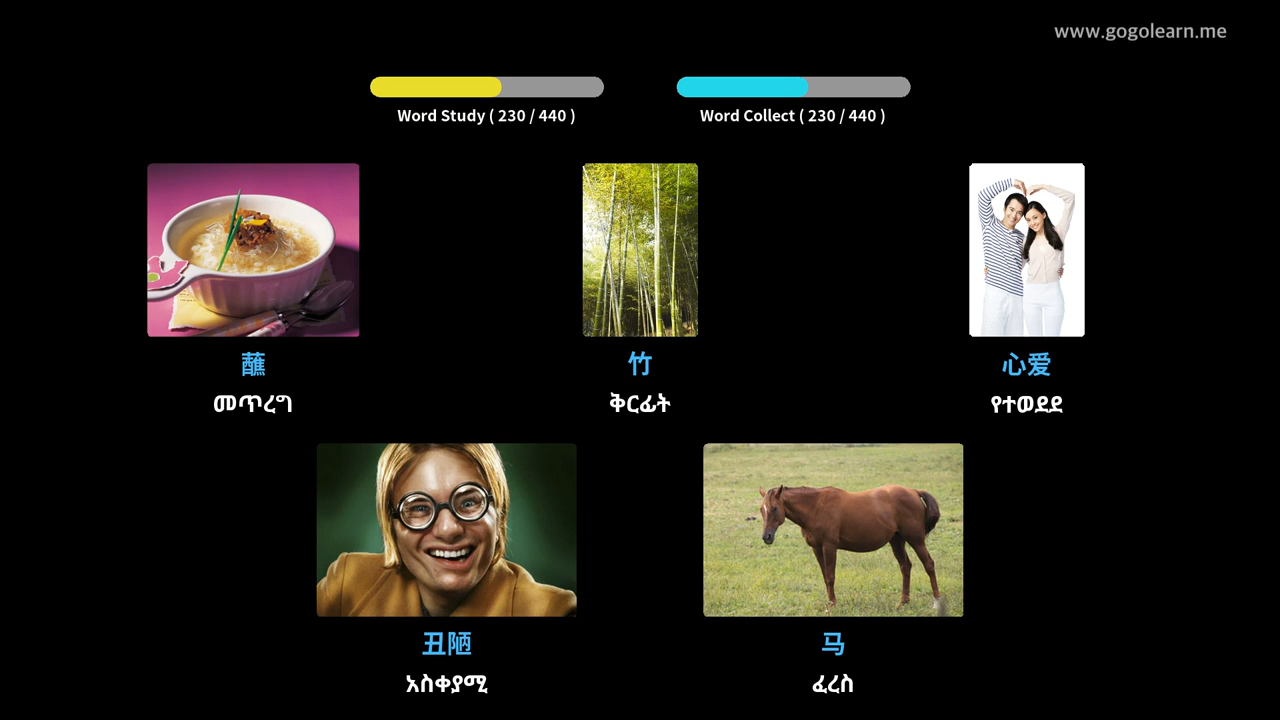 www.gogolearn.me
Word Study ( 230 / 440 )
Word Collect ( 230 / 440 )
蘸
መጥረግ
竹
ቅርፊት
心爱
የተወደደ
丑陋
አስቀያሚ
马
ፈረስ